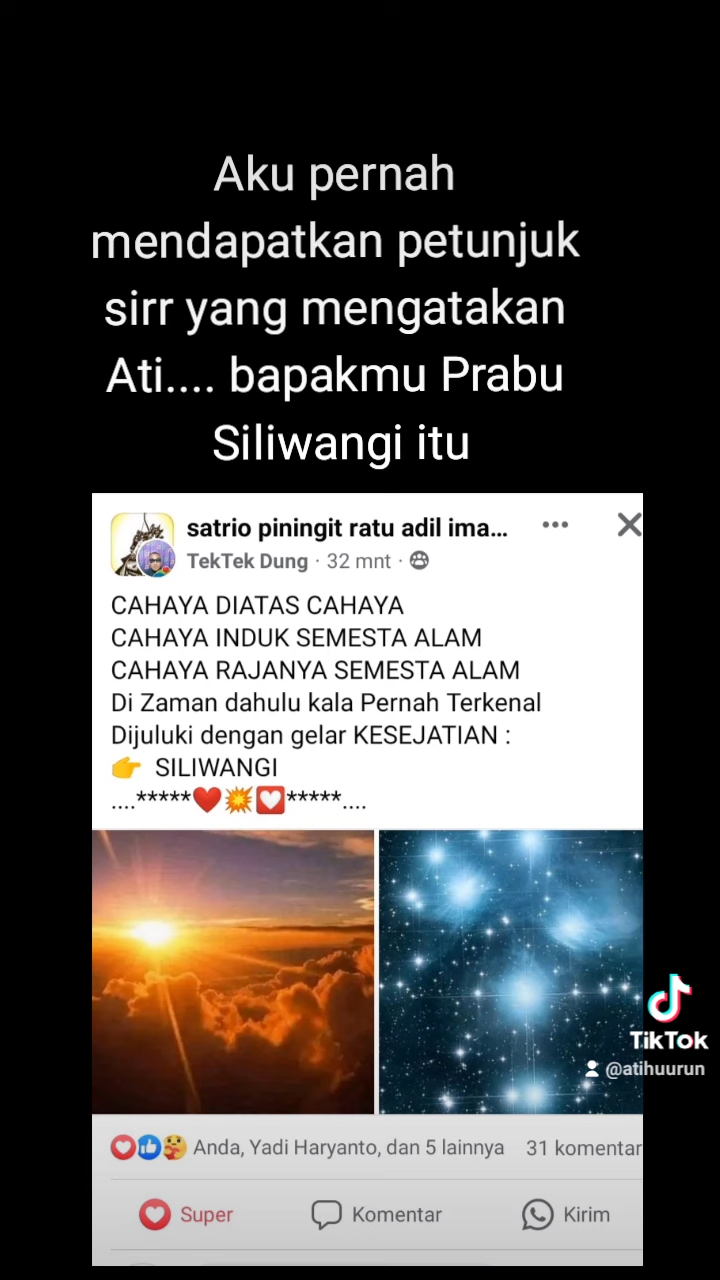 Aku pernah
mendapatkan petunjuk
sirr yang mengatakan
Ati.... bapakmu Prabu
Siliwangi itu
satrio piningit ratu adil ima...
TekTek Dung · 32 mnt ·
CAHAYA DIATAS CAHAYA
CAHAYA INDUK SEMESTA ALAM
CAHAYA RAJANYA SEMESTA ALAM
Di Zaman dahulu kala Pernah Terkenal
Dijuluki dengan gelar KESEJATIAN :
👉 SILIWANGI
....*****❤️💥💟*****....
TikTok
@atihuurun
Anda, Yadi Haryanto, dan 5 lainnya 31 komentar
Super Komentar Kirim